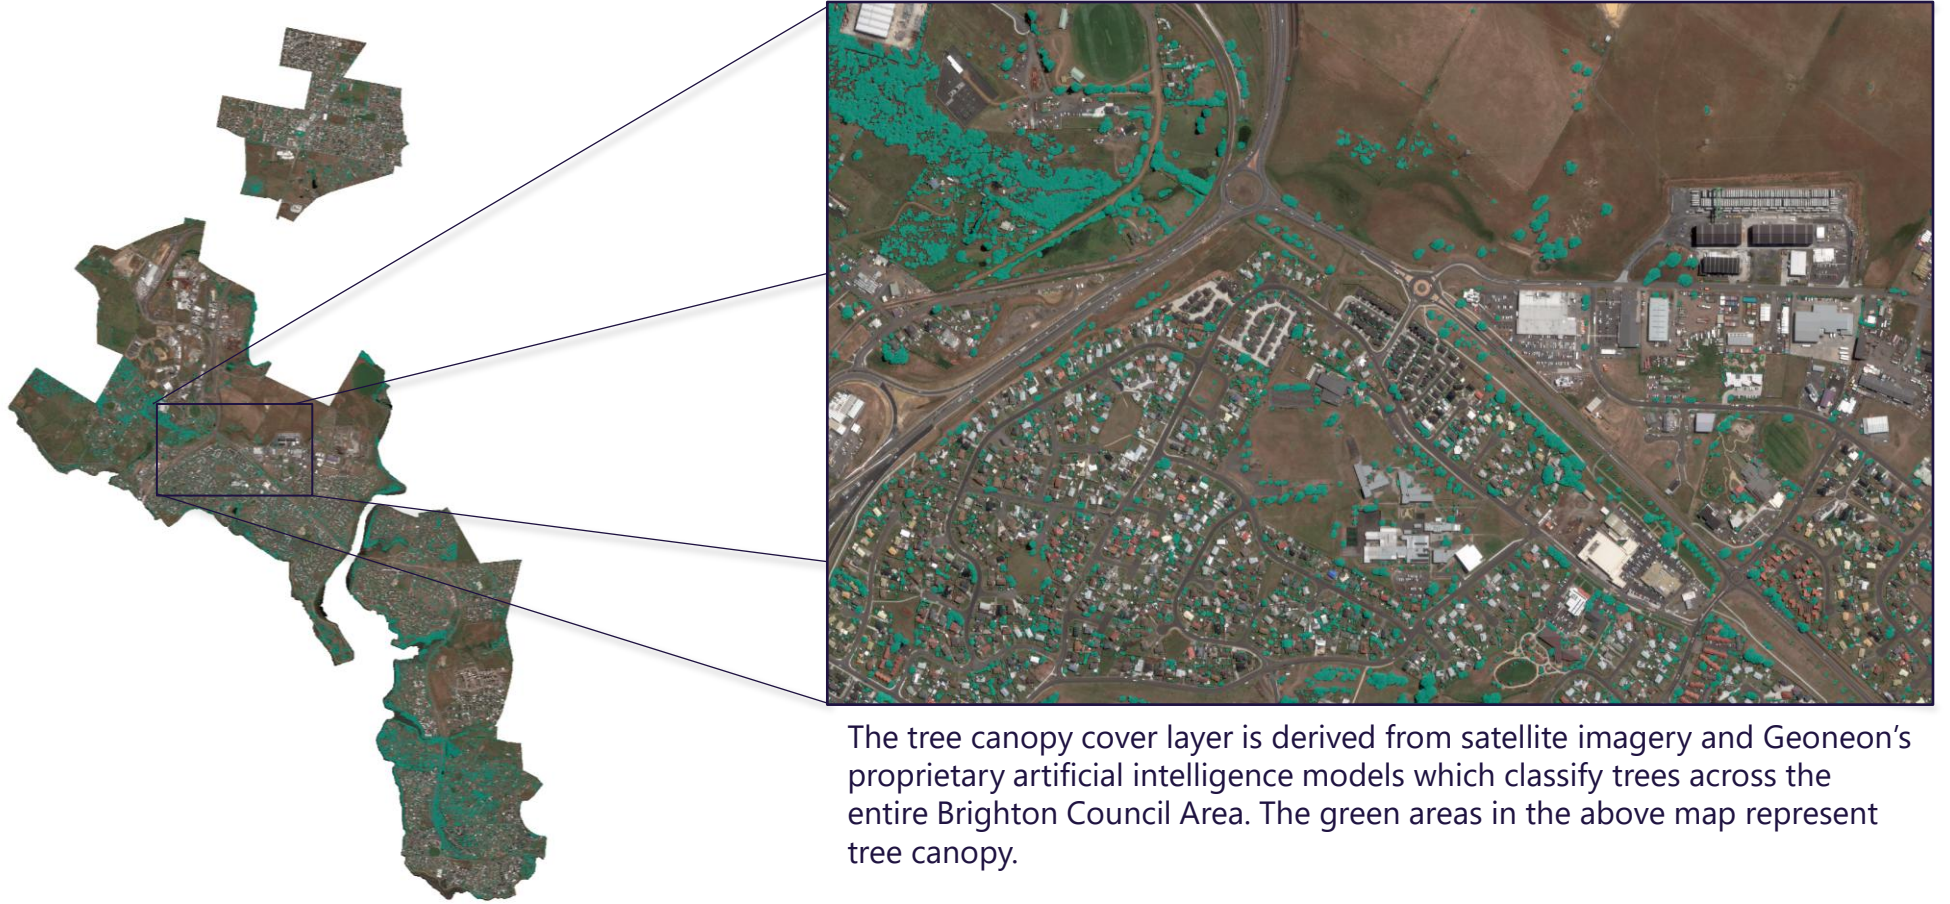 The tree canopy cover layer is derived from satellite imagery and Geoneon’s
proprietary artificial intelligence models which classify trees across the
entire Brighton Council Area. The green areas in the above map represent
tree canopy.